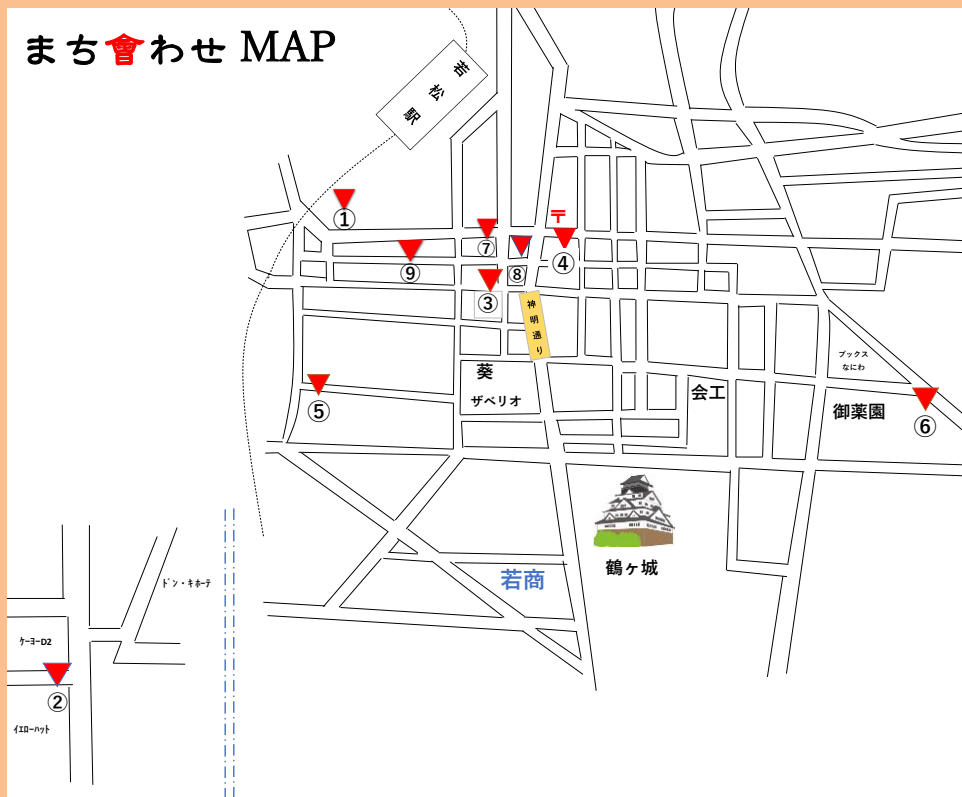 まち會わせ MAP
若松駅
①
〒
⑦
④
⑨
⑧
③
神明通り
ブックス
なにわ
葵
ザベリオ
会工
⑤
御薬園
⑥
鶴ヶ城
若商
ドン・キホーテ
ケーヨーD2
②
イエローハット